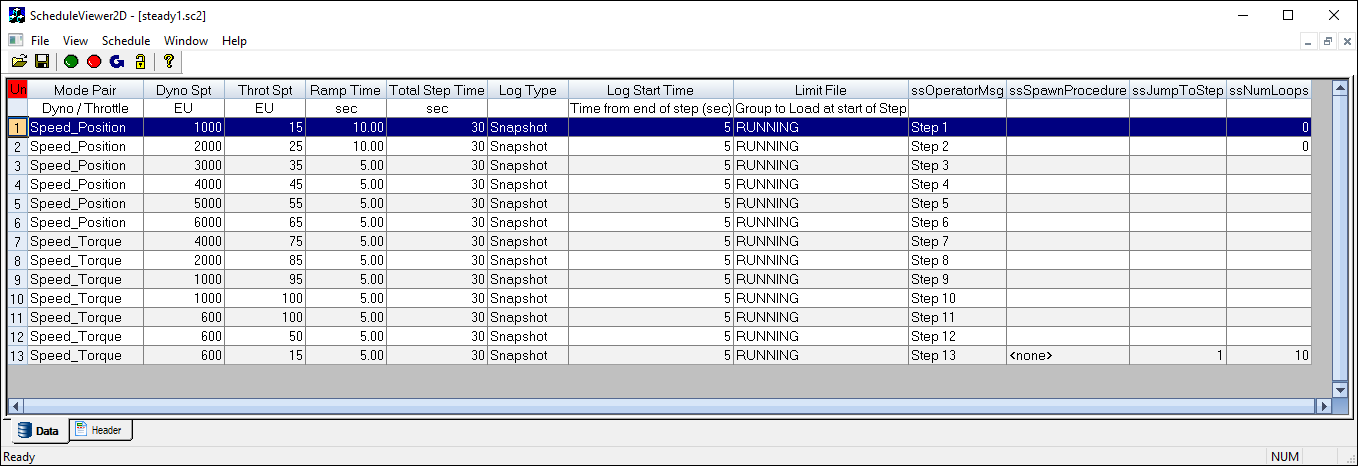 ScheduleViewer2D - [steady1.sc2]
File View Schedule Window Help
Un Mode Pair Dyno Spt Throt Spt Ramp Time Total Step Time Log Type Log Start Time Limit File ssOperatorMsg ssSpawnProcedure ssJumpToStep ssNumLoops
Dyno / Throttle EU EU sec sec Time from end of step (sec) Group to Load at start of Step
1 Speed_Position 1000 15 10.00 30 Snapshot 5 RUNNING Step 1 0
2 Speed_Position 2000 25 10.00 30 Snapshot 5 RUNNING Step 2 0
3 Speed_Position 3000 35 5.00 30 Snapshot 5 RUNNING Step 3
4 Speed_Position 4000 45 5.00 30 Snapshot 5 RUNNING Step 4
5 Speed_Position 5000 55 5.00 30 Snapshot 5 RUNNING Step 5
6 Speed_Position 6000 65 5.00 30 Snapshot 5 RUNNING Step 6
7 Speed_Torque 4000 75 5.00 30 Snapshot 5 RUNNING Step 7
8 Speed_Torque 2000 85 5.00 30 Snapshot 5 RUNNING Step 8
9 Speed_Torque 1000 95 5.00 30 Snapshot 5 RUNNING Step 9
10 Speed_Torque 1000 100 5.00 30 Snapshot 5 RUNNING Step 10
11 Speed_Torque 600 100 5.00 30 Snapshot 5 RUNNING Step 11
12 Speed_Torque 600 50 5.00 30 Snapshot 5 RUNNING Step 12
13 Speed_Torque 600 15 5.00 30 Snapshot 5 RUNNING Step 13 <none> 1 10
Data Header
Ready NUM